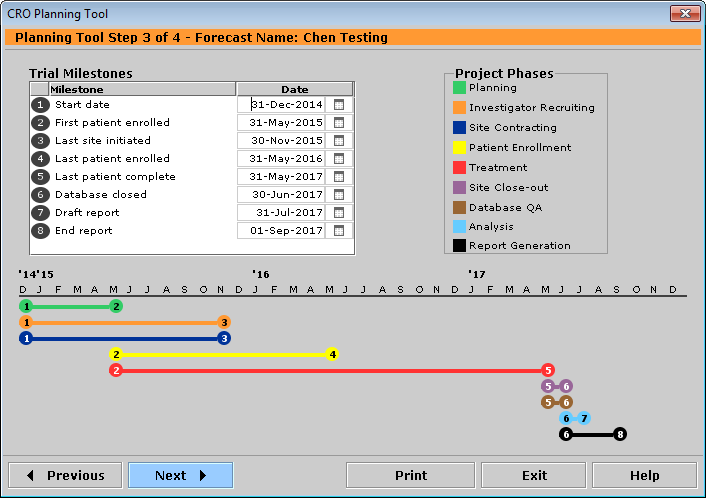 CRO Planning Tool
Planning Tool Step 3 of 4 - Forecast Name: Chen Testing
Trial Milestones
Milestone Date
1 Start date 31-Dec-2014
2 First patient enrolled 31-May-2015
3 Last site initiated 30-Nov-2015
4 Last patient enrolled 31-May-2016
5 Last patient complete 31-May-2017
6 Database closed 30-Jun-2017
7 Draft report 31-Jul-2017
8 End report 01-Sep-2017
Project Phases
Planning
Investigator Recruiting
Site Contracting
Patient Enrollment
Treatment
Site Close-out
Database QA
Analysis
Report Generation
'14 '15 '16 '17
D J F M A M J J A S O N D J F M A M J J A S O N D J F M A M J J A S O N D
1 2
1 3
1 3
2 4
2 5
5 6
5 6
6 7
6 8
Previous Next Print Exit Help